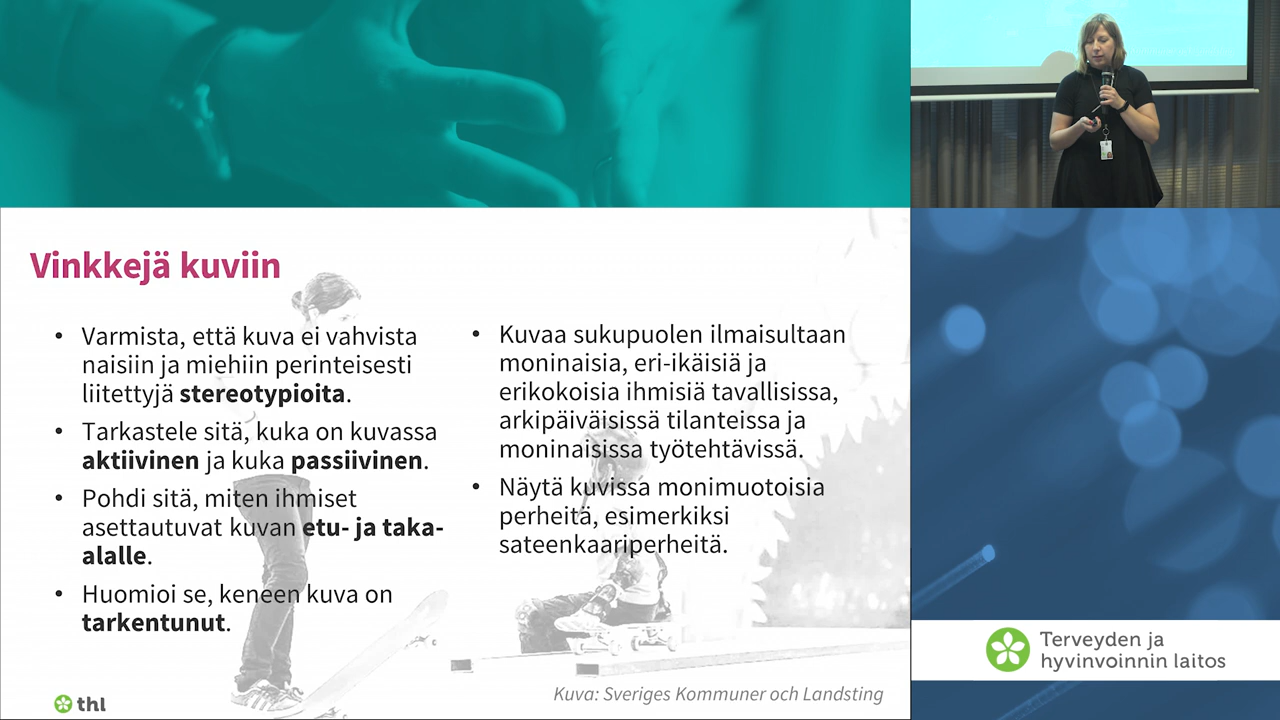 Vinkkejä kuviin
• Varmista, että kuva ei vahvista
naisiin ja miehiin perinteisesti
liitettyjä stereotypioita.
• Tarkastele sitä, kuka on kuvassa
aktiivinen ja kuka passiivinen.
• Pohdi sitä, miten ihmiset
asettautuvat kuvan etu- ja taka-
alalle.
• Huomioi se, keneen kuva on
tarkentunut.
• Kuvaa sukupuolen ilmaisultaan
moninaisia, eri-ikäisiä ja
erikokoisia ihmisiä tavallisissa,
arkipäiväisissä tilanteissa ja
moninaisissa työtehtävissä.
• Näytä kuvissa monimuotoisia
perheitä, esimerkiksi
sateenkaariperheitä.
Kuva: Sveriges Kommuner och Landsting
thl
Terveyden ja
hyvinvoinnin laitos